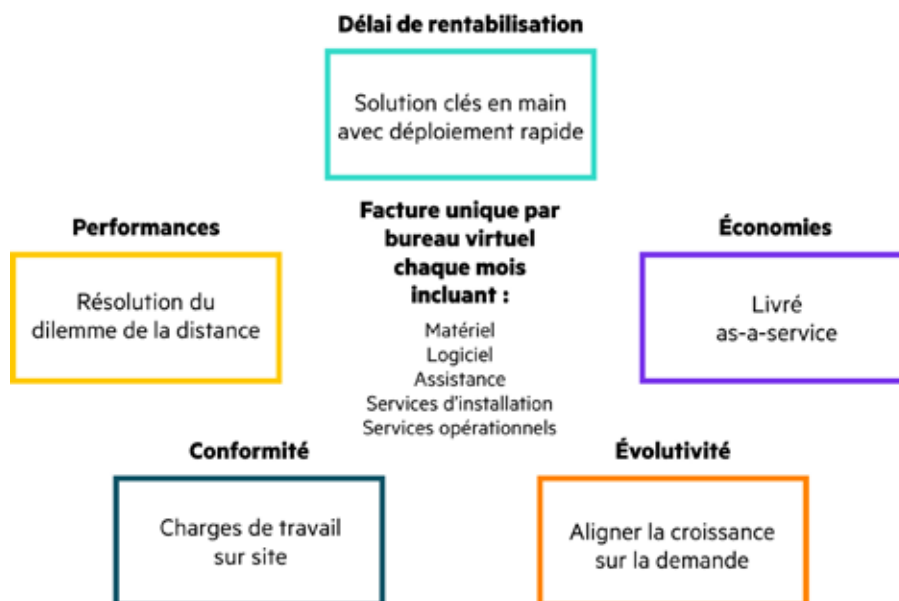 Délai de rentabilisation
Solution clés en main
avec déploiement rapide
Performances
Résolution du
dilemme de la distance
Facture unique par
bureau virtuel
chaque mois
incluant :
Matériel
Logiciel
Assistance
Services d'installation
Services opérationnels
Économies
Livré
as-a-service
Conformité
Charges de travail
sur site
Évolutivité
Aligner la croissance
sur la demande